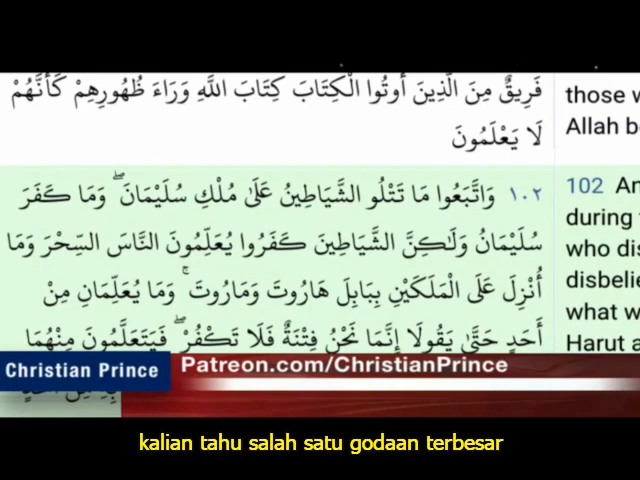 فَرِيقٌ مِنَ الَّذِينَ أُوتُوا الْكِتَابَ كِتَابَ اللَّهِ وَرَاءَ ظُهُورِهِمْ كَأَنَّهُمْ
لَا يَعْلَمُونَ
those w
Allah b
١٠٢ وَاتَّبَعُوا مَا تَتْلُو الشَّيَاطِينُ عَلَىٰ مُلْكِ سُلَيْمَانَ ۖ وَمَا كَفَرَ
سُلَيْمَانُ وَلَٰكِنَّ الشَّيَاطِينَ كَفَرُوا يُعَلِّمُونَ النَّاسَ السِّحْرَ وَمَا
أُنْزِلَ عَلَى الْمَلَكَيْنِ بِبَابِلَ هَارُوتَ وَمَارُوتَ ۚ وَمَا يُعَلِّمَانِ مِنْ
أَحَدٍ حَتَّىٰ يَقُولَا إِنَّمَا نَحْنُ فِتْنَةٌ فَلَا تَكْفُرْ ۖ فَيَتَعَلَّمُونَ مِنْهُمَا
102 An
during
who dis
disbelie
what w
Harut a
Christian Prince
Patreon.com/ChristianPrince
kalian tahu salah satu godaan terbesar